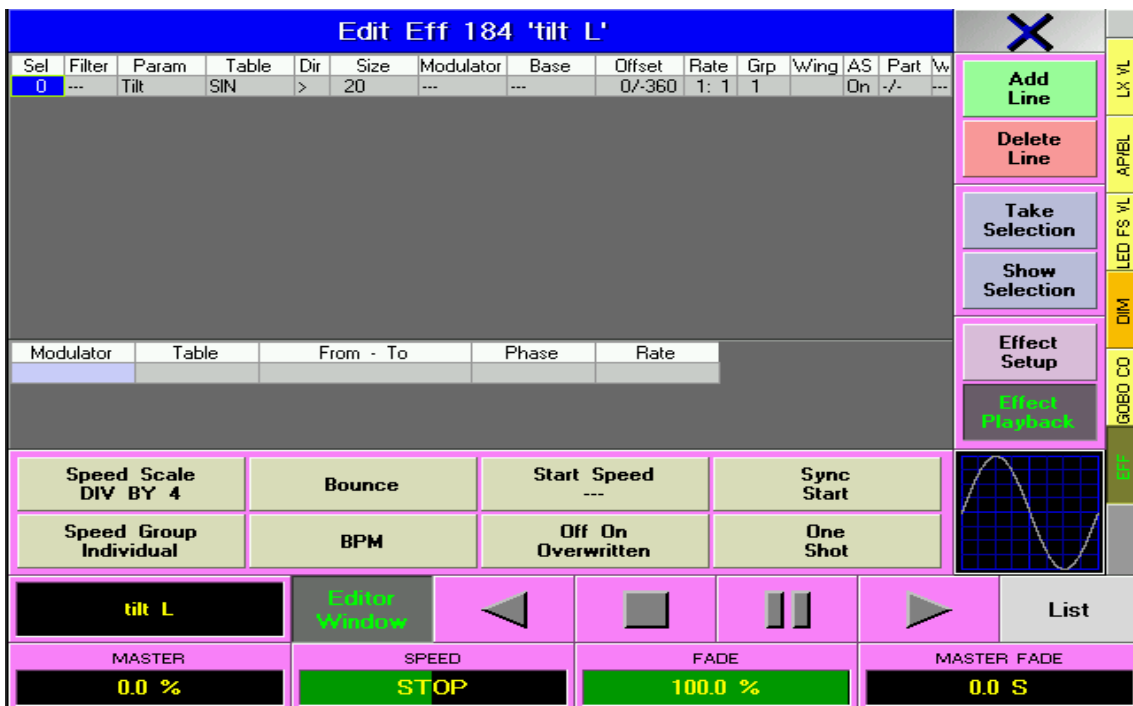 Edit Eff 184 'tilt L'
Sel Filter Param Table Dir Size Modulator Base Offset Rate Grp Wing AS Part W
0 --- Tilt SIN > 20 --- --- 0/-360 1: 1 1 On -/- ---
Add
Line
Delete
Line
Take
Selection
Show
Selection
Effect
Setup
Effect
Playback
LX VL
AP/BL
LED FS VL
DIM
GOBO CO
EFF
Modulator Table From - To Phase Rate
Speed Scale
DIV BY 4
Bounce
Start Speed
---
Sync
Start
Speed Group
Individual
BPM
Off On
Overwritten
One
Shot
tilt L
Editor
Window
List
MASTER SPEED FADE MASTER FADE
0.0 % STOP 100.0 % 0.0 S